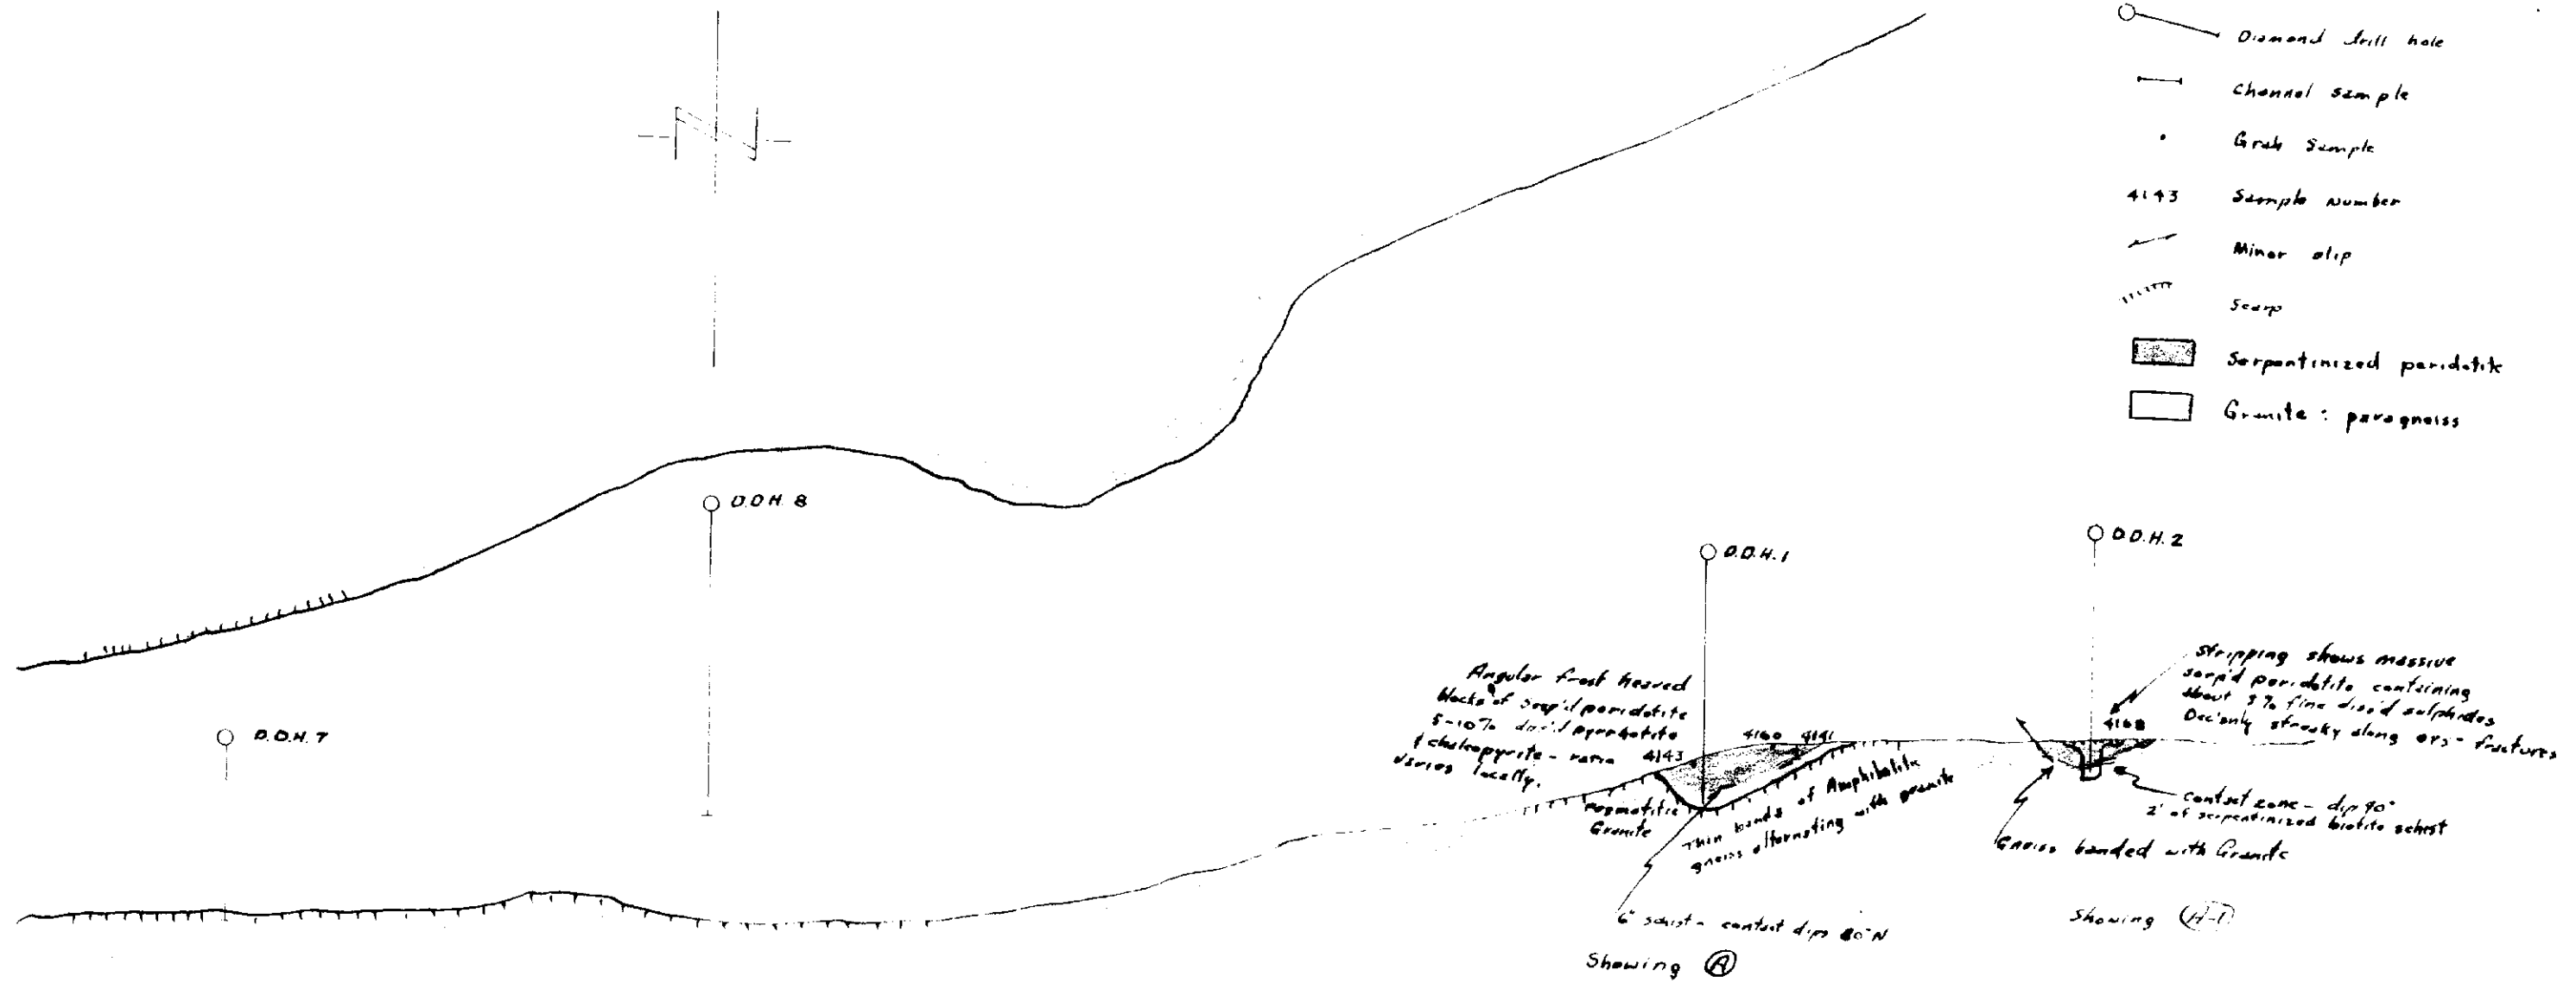 N
Diamond drill hole
Channel Sample
Grab Sample
4143 Sample Number
Minor slip
Scarp
Serpentinized peridotite
Granite : paragneiss
D.D.H. 8
D.D.H. 7
D.D.H. 1
D.D.H. 2
Angular frost heaved
blocks of serp'd peridotite
5-10% diss'd pyrrhotite
& chalcopyrite - ratio
varies locally.
4143
4160 4141
Pegmatitic
Granite
Thin bands of Amphibolitic
gneiss alternating with granite
6" schist - contact dips 80° N
Showing A
Stripping shows massive
serp'd peridotite containing
about 3% fine diss'd sulphides
Occ'only streaky along fractures
4168
Contact zone - dip 90°
2' of serpentinized biotite schist
Gneiss banded with Granite
Showing A-1